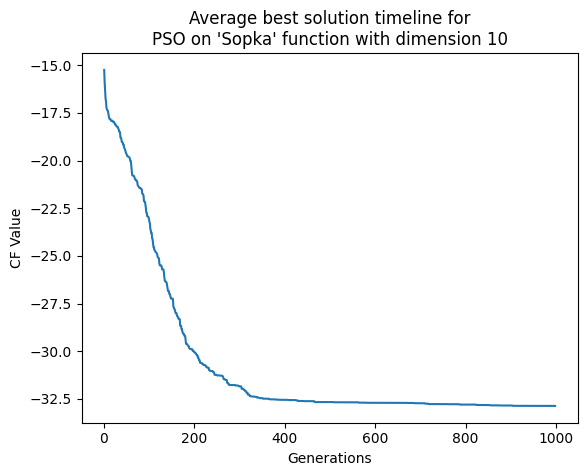 Average best solution timeline for
PSO on 'Sopka' function with dimension 10
−15.0
−17.5
−20.0
−22.5
−25.0
−27.5
−30.0
−32.5
CF Value
0 200 400 600 800 1000
Generations